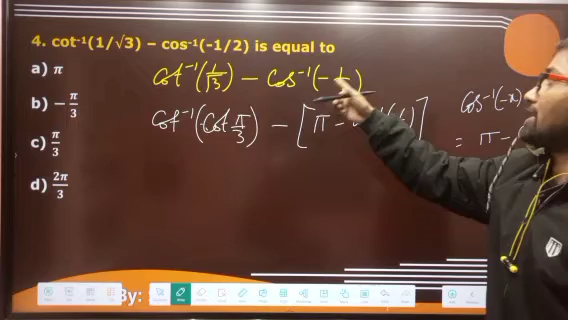 4. cot⁻¹(1/√3) – cos⁻¹(-1/2) is equal to
a) π
b) – π/3
c) π/3
d) 2π/3
cot⁻¹(1/√3) – cos⁻¹(-1
cos⁻¹(-x)
cot⁻¹(cot π/3) – [π –
= π –
By: